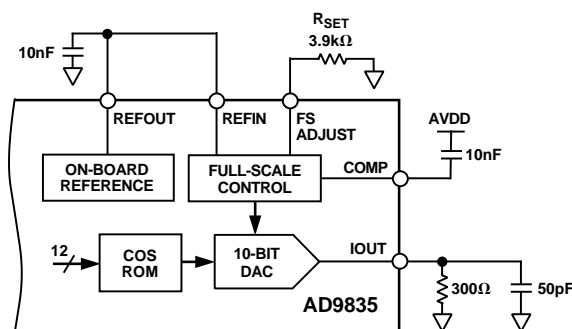 R_SET
3.9kΩ
10nF
REFOUT
REFIN
FS
ADJUST
AVDD
10nF
ON-BOARD
REFERENCE
FULL-SCALE
CONTROL
COMP
12
COS
ROM
10-BIT
DAC
IOUT
AD9835
300Ω
50pF